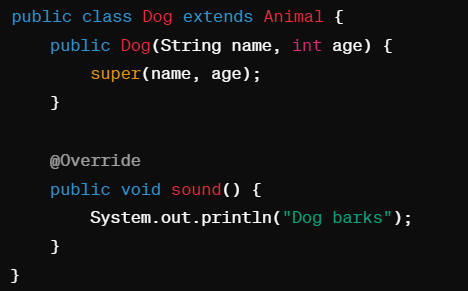 public class Dog extends Animal {
    public Dog(String name, int age) {
        super(name, age);
    }

    @Override
    public void sound() {
        System.out.println("Dog barks");
    }
}